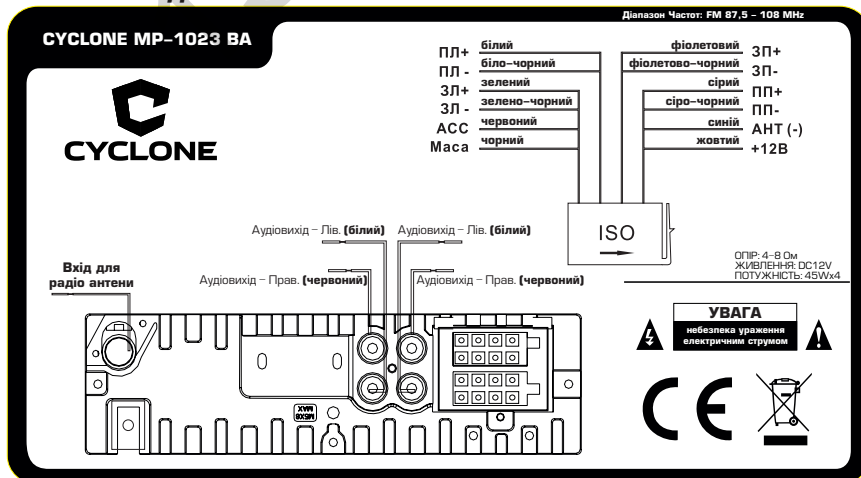 Діапазон Частот: FM 87,5 – 108 MHz
CYCLONE MP-1023 BA
CYCLONE
ПЛ+ білий
ПЛ - біло-чорний
ЗЛ+ зелений
ЗЛ - зелено-чорний
ACC червоний
Маса чорний
фіолетовий ЗП+
фіолетово-чорний ЗП-
сірий ПП+
сіро-чорний ПП-
синій АНТ (-)
жовтий +12В
ISO
Аудіовихід – Лів. (білий) Аудіовихід – Лів. (білий)
Аудіовихід – Прав. (червоний) Аудіовихід – Прав. (червоний)
Вхід для
радіо антени
ОПІР: 4-8 Ом
ЖИВЛЕННЯ: DC12V
ПОТУЖНІСТЬ: 45Wx4
УВАГА
небезпека ураження
електричним струмом
M5X8
MAX
CE